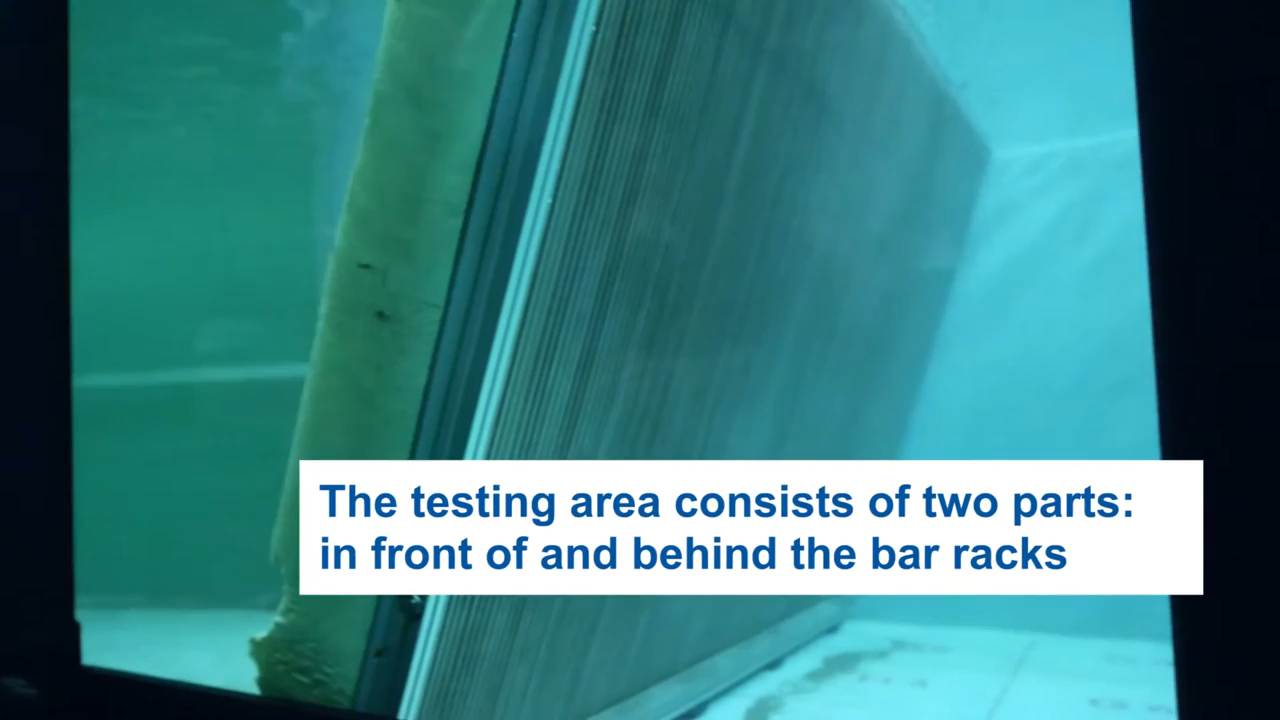 The testing area consists of two parts:
in front of and behind the bar racks